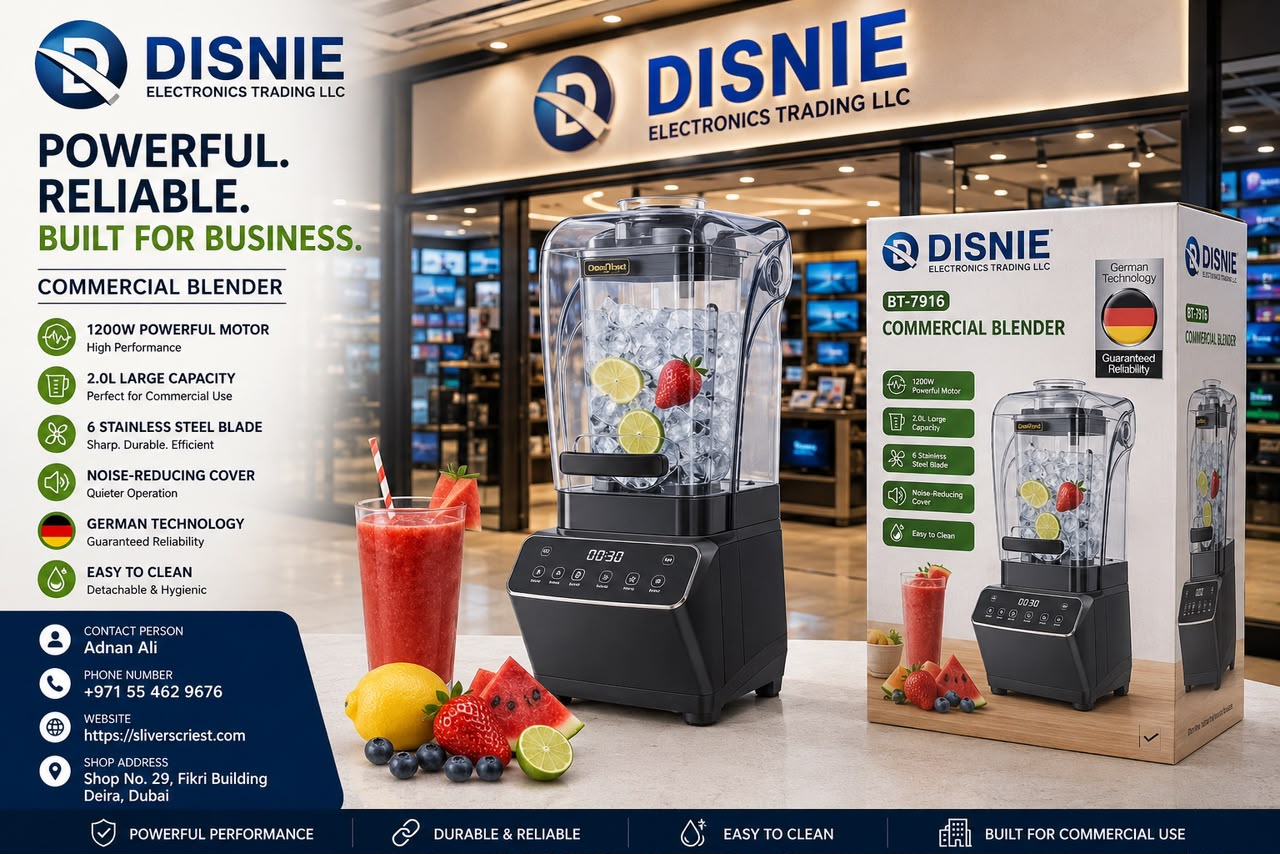 DISNIE
ELECTRONICS TRADING LLC
POWERFUL.
RELIABLE.
BUILT FOR BUSINESS.
COMMERCIAL BLENDER
1200W POWERFUL MOTOR
High Performance
2.0L LARGE CAPACITY
Perfect for Commercial Use
6 STAINLESS STEEL BLADE
Sharp. Durable. Efficient
NOISE-REDUCING COVER
Quieter Operation
GERMAN TECHNOLOGY
Guaranteed Reliability
EASY TO CLEAN
Detachable & Hygienic
CONTACT PERSON
Adnan Ali
PHONE NUMBER
+971 55 462 9676
WEBSITE
https://sliverscriest.com
SHOP ADDRESS
Shop No. 29, Fikri Building
Deira, Dubai
DISNIE
ELECTRONICS TRADING LLC
00:30
DISNIE
ELECTRONICS TRADING LLC
BT-7916
COMMERCIAL BLENDER
German
Technology
Guaranteed
Reliability
1200W
Powerful Motor
2.0L Large
Capacity
6 Stainless
Steel Blade
Noise-Reducing
Cover
Easy to Clean
00:30
DISNIE
ELECTRONICS TRADING LLC
BT-7916
COMMERCIAL BLENDER
POWERFUL PERFORMANCE
DURABLE & RELIABLE
EASY TO CLEAN
BUILT FOR COMMERCIAL USE